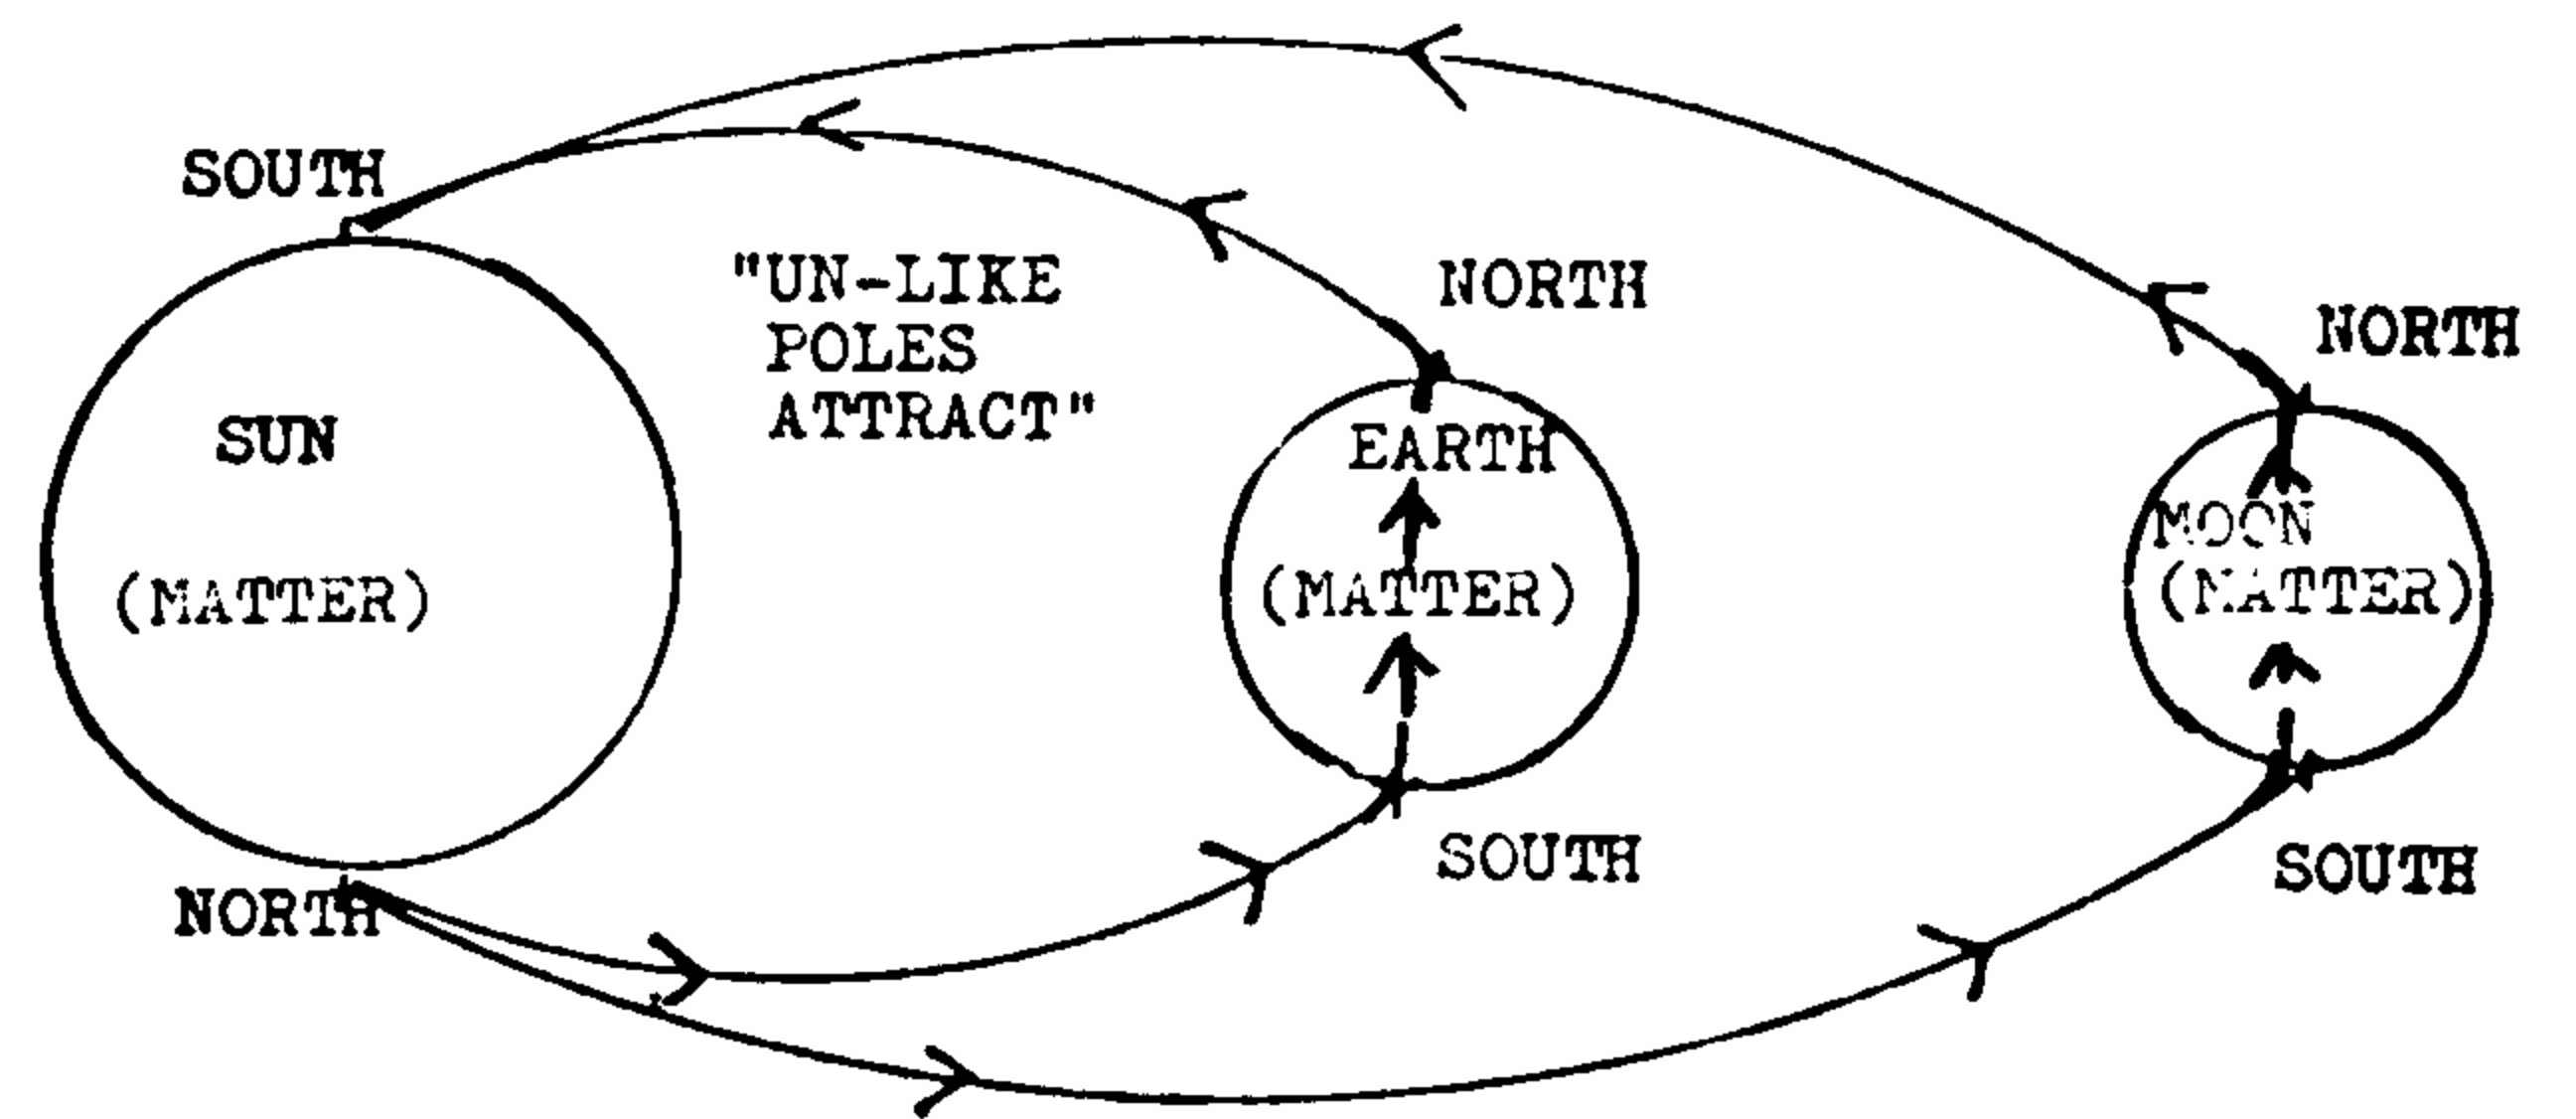 SOUTH
"UN-LIKE
POLES
ATTRACT"
NORTH
NORTH
SUN
EARTH
MOON
(MATTER)
(MATTER)
(MATTER)
SOUTH
SOUTH
NORTH